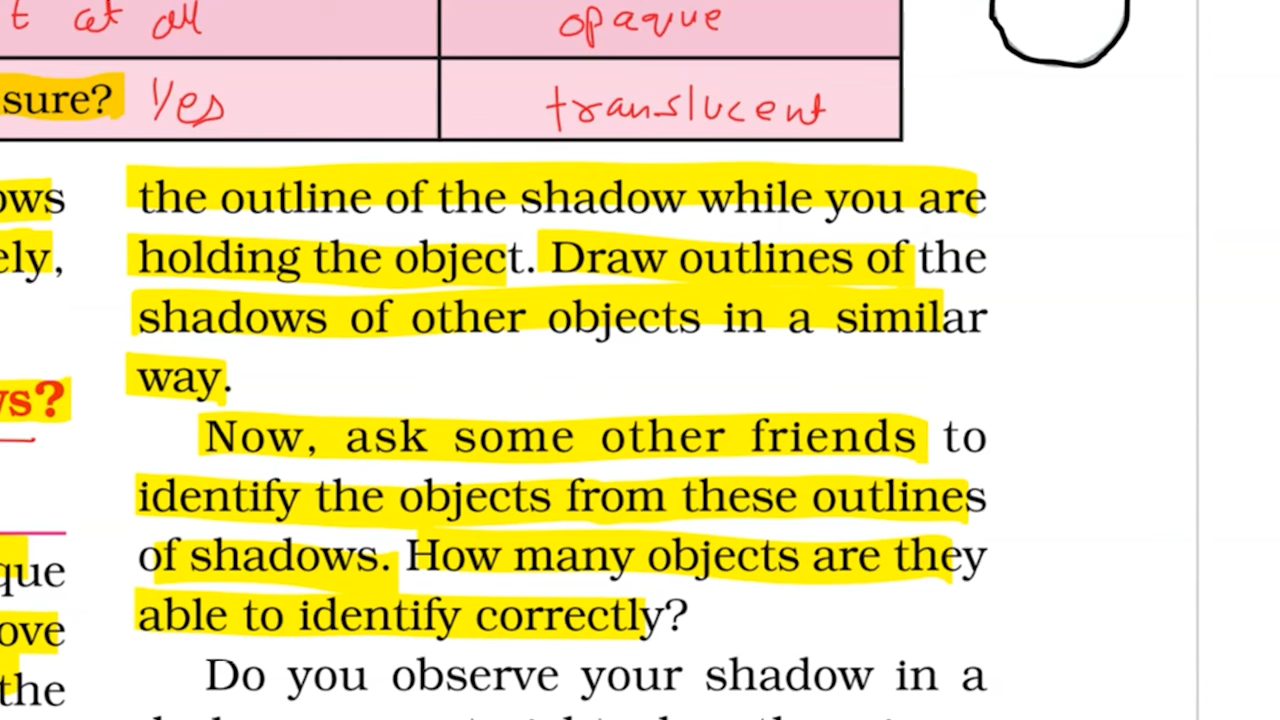 t at all opaque
sure? Yes translucent
ows
ely,
ws?
que
ove
the
the outline of the shadow while you are
holding the object. Draw outlines of the
shadows of other objects in a similar
way.
Now, ask some other friends to
identify the objects from these outlines
of shadows. How many objects are they
able to identify correctly?
Do you observe your shadow in a